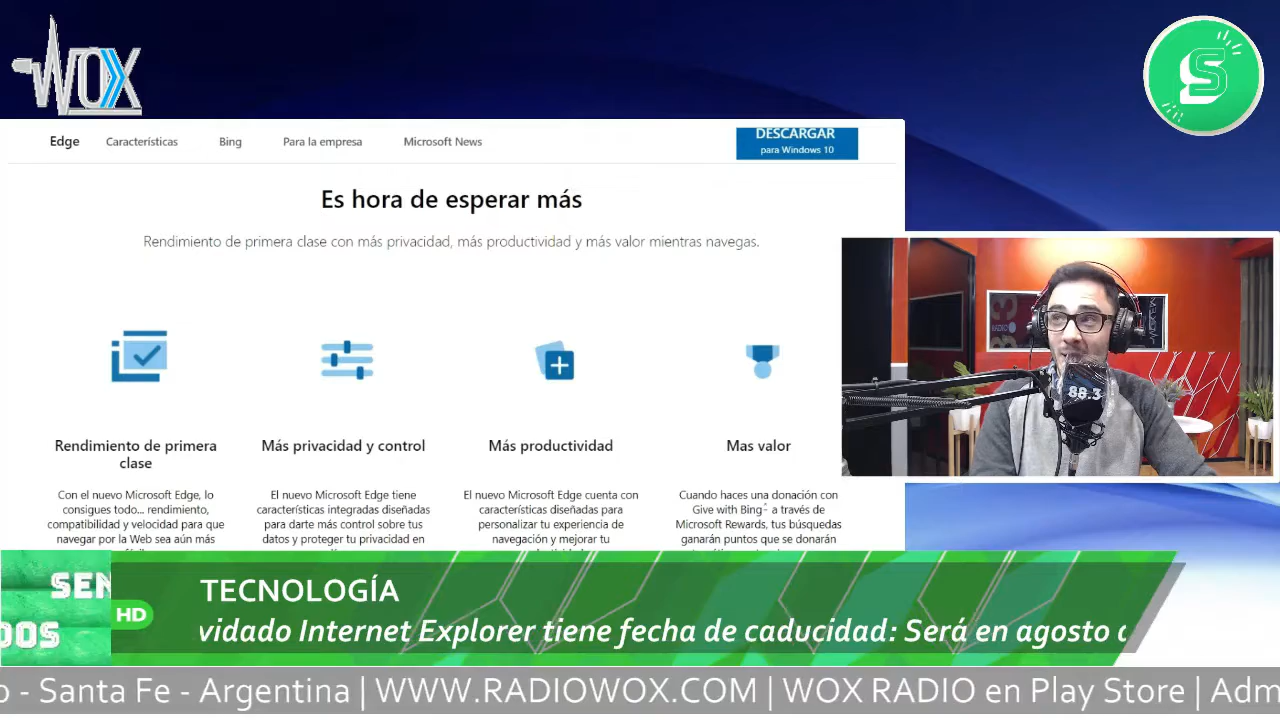 WOX
S
Edge Características Bing Para la empresa Microsoft News
DESCARGAR
para Windows 10
Es hora de esperar más
Rendimiento de primera clase con más privacidad, más productividad y más valor mientras navegas.
Rendimiento de primera
clase
Con el nuevo Microsoft Edge, lo
consigues todo... rendimiento,
compatibilidad y velocidad para que
navegar por la Web sea aún más
Más privacidad y control
El nuevo Microsoft Edge tiene
características integradas diseñadas
para darte más control sobre tus
datos y proteger tu privacidad en
Más productividad
El nuevo Microsoft Edge cuenta con
características diseñadas para
personalizar tu experiencia de
navegación y mejorar tu
Mas valor
Cuando haces una donación con
Give with Bing a través de
Microsoft Rewards, tus búsquedas
ganarán puntos que se donarán
88.3
SEN
DOS
HD
TECNOLOGÍA
vidado Internet Explorer tiene fecha de caducidad: Será en agosto d
o - Santa Fe - Argentina | WWW.RADIOWOX.COM | WOX RADIO en Play Store | Adm